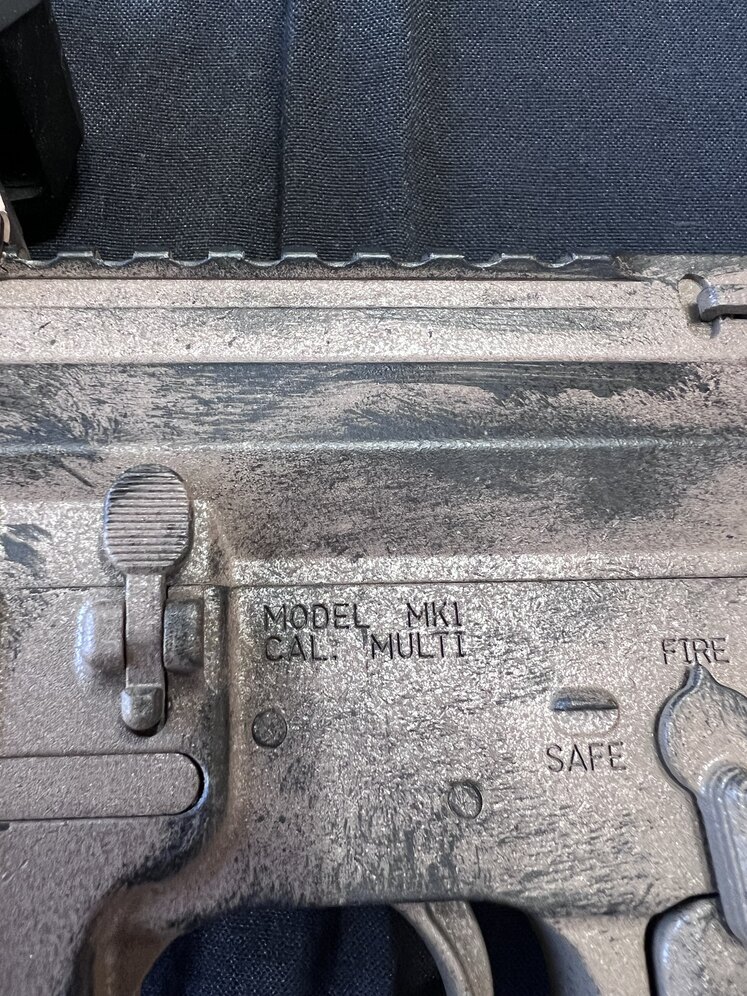 MODEL MK1
CAL: MULTI
FIRE
SAFE